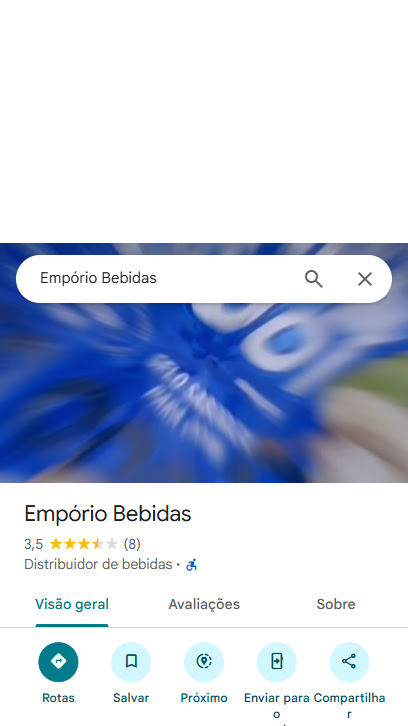 Empório Bebidas
Empório Bebidas
3,5 (8)
Distribuidor de bebidas ·
Visão geral Avaliações Sobre
Rotas Salvar Próximo Enviar para o Compartilhar